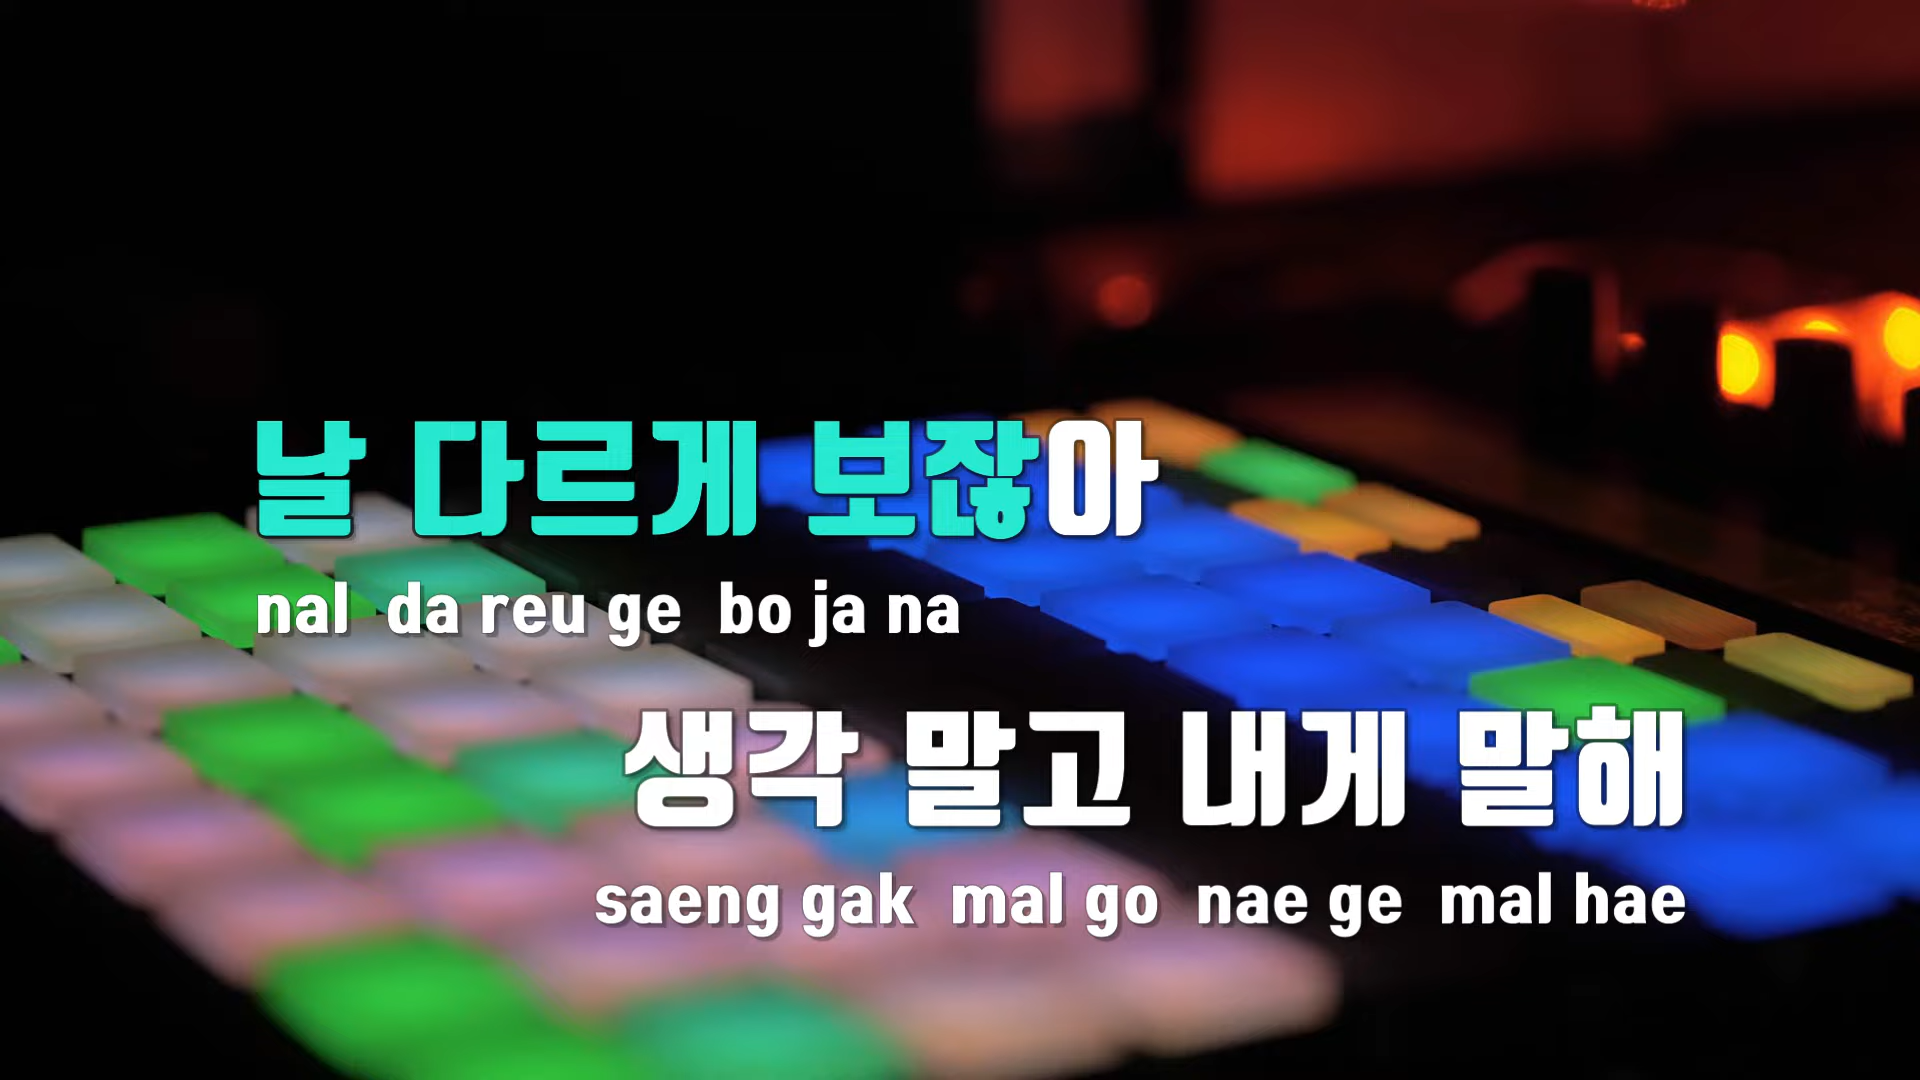 날 다르게 보잖아
nal da reu ge bo ja na
생각 말고 내게 말해
saeng gak mal go nae ge mal hae